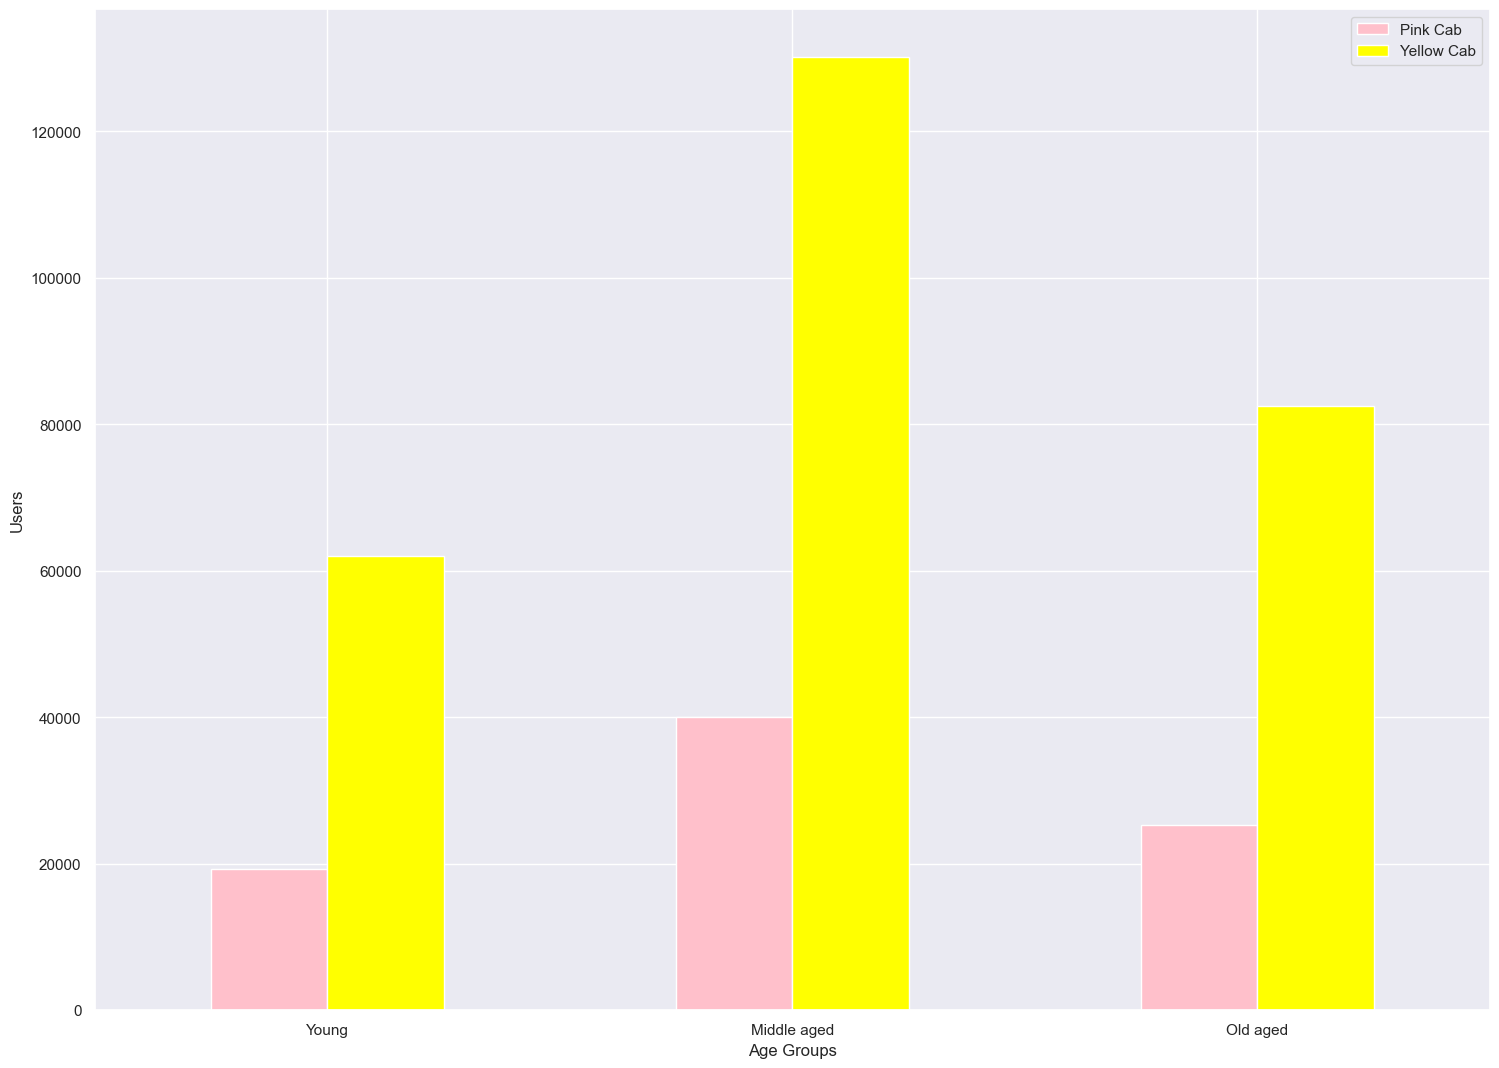 Pink Cab
Yellow Cab
120000
100000
80000
60000
40000
20000
0
Users
Young
Middle aged
Old aged
Age Groups